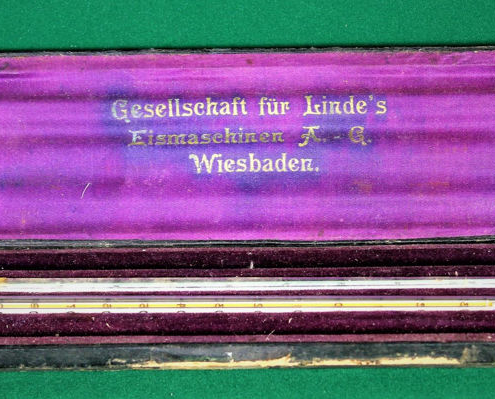 Gesellschaft für Linde's
Eismaschinen A.-G.
Wiesbaden.